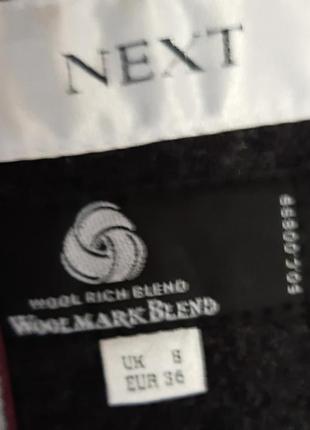 NEXT
WOOL RICH BLEND
WOOLMARK BLEND
UK 8
EUR 36